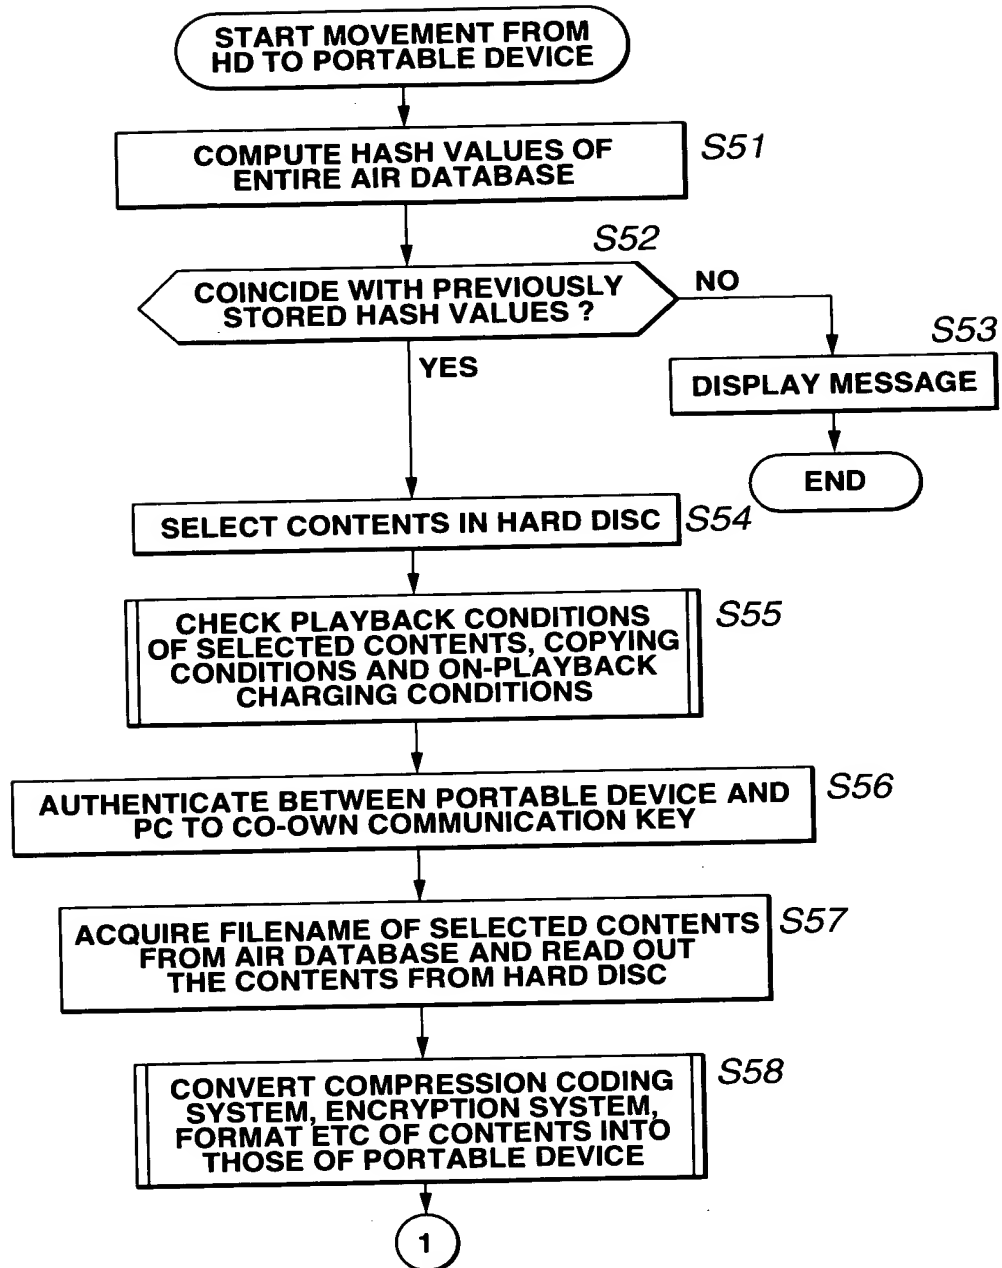 START MOVEMENT FROM
HD TO PORTABLE DEVICE
COMPUTE HASH VALUES OF
ENTIRE AIR DATABASE
S51
S52
COINCIDE WITH PREVIOUSLY
STORED HASH VALUES ?
NO
YES
S53
DISPLAY MESSAGE
END
SELECT CONTENTS IN HARD DISC
S54
CHECK PLAYBACK CONDITIONS
OF SELECTED CONTENTS, COPYING
CONDITIONS AND ON-PLAYBACK
CHARGING CONDITIONS
S55
AUTHENTICATE BETWEEN PORTABLE DEVICE AND
PC TO CO-OWN COMMUNICATION KEY
S56
ACQUIRE FILENAME OF SELECTED CONTENTS
FROM AIR DATABASE AND READ OUT
THE CONTENTS FROM HARD DISC
S57
CONVERT COMPRESSION CODING
SYSTEM, ENCRYPTION SYSTEM,
FORMAT ETC OF CONTENTS INTO
THOSE OF PORTABLE DEVICE
S58
1